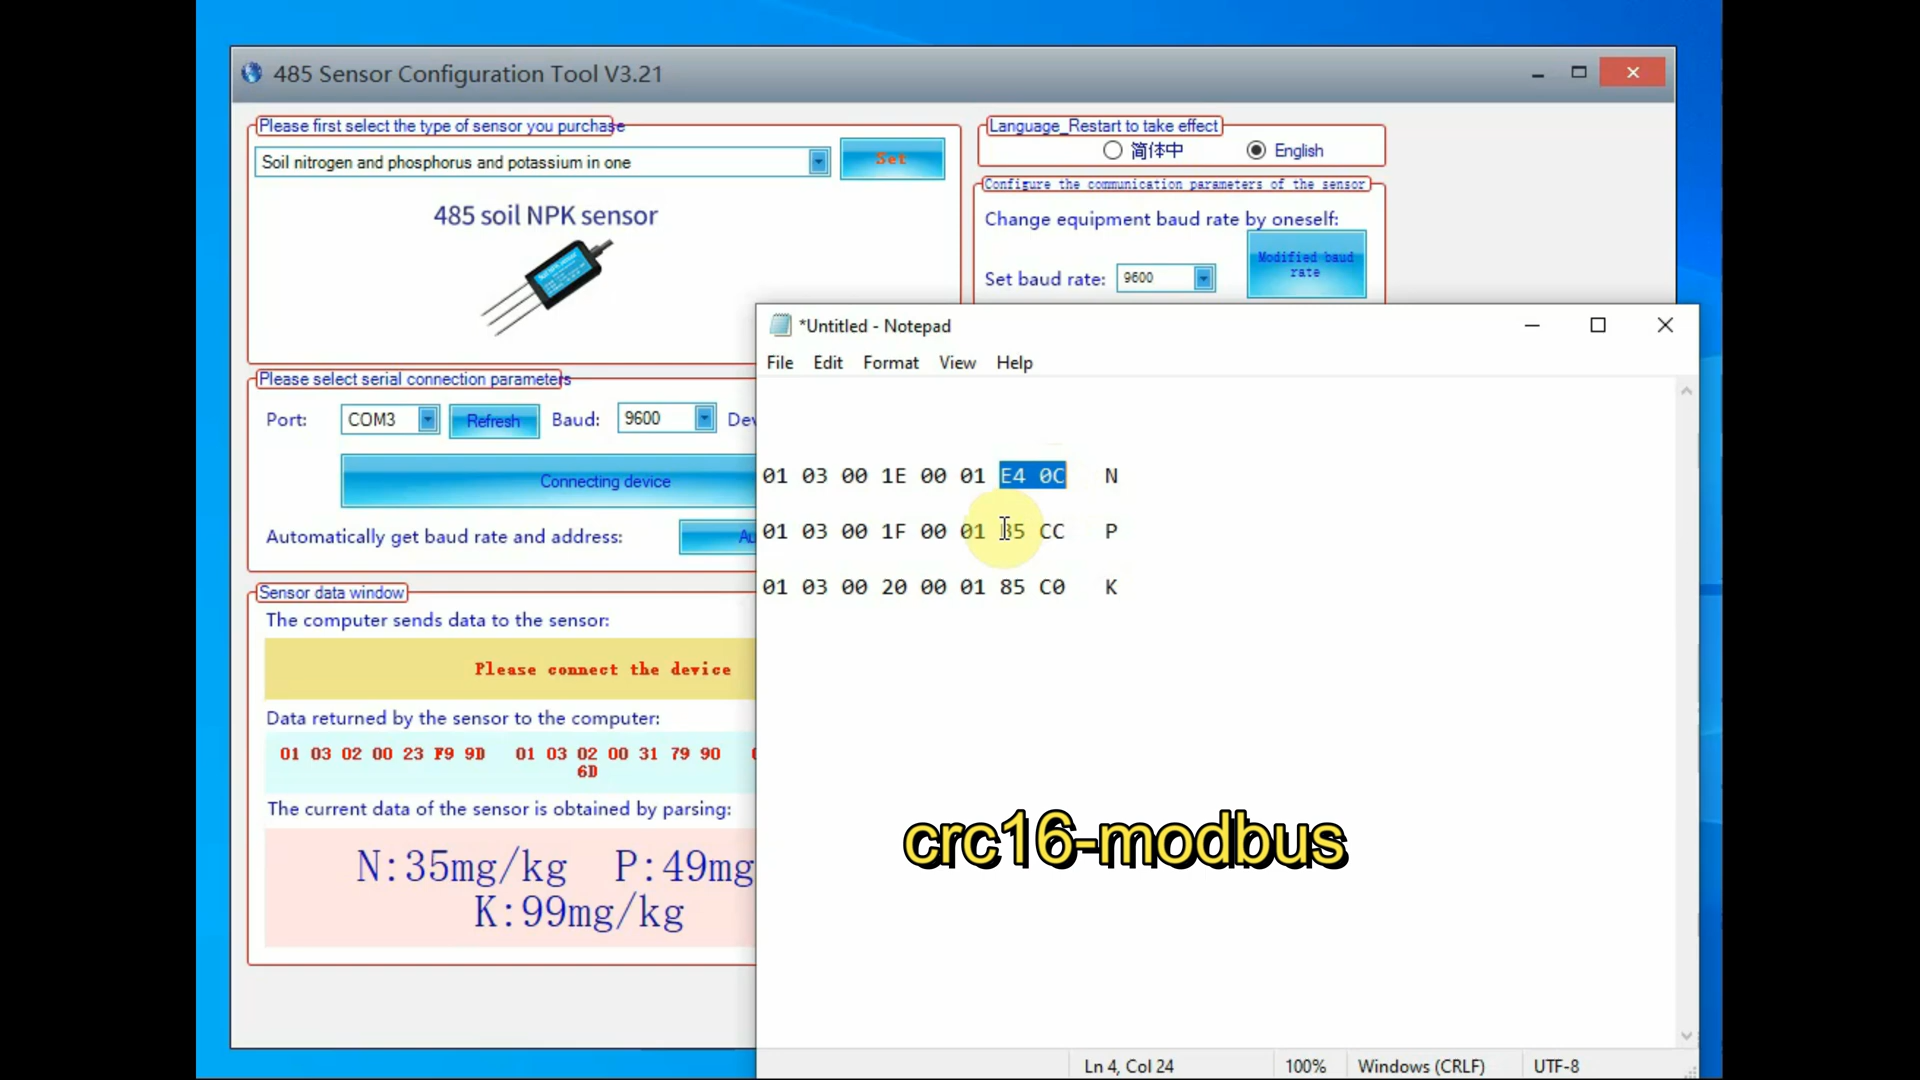 485 Sensor Configuration Tool V3.21
Please first select the type of sensor you purchase
Soil nitrogen and phosphorus and potassium in one
Set
485 soil NPK sensor
Language_Restart to take effect
简体中
English
Configure the communication parameters of the sensor
Change equipment baud rate by oneself:
Set baud rate:
9600
Modified baud
rate
Please select serial connection parameters
Port:
COM3
Refresh
Baud:
9600
Dev
Connecting device
Automatically get baud rate and address:
Au
Sensor data window
The computer sends data to the sensor:
Please connect the device
Data returned by the sensor to the computer:
01 03 02 00 23 F9 9D 01 03 02 00 31 79 90
6D
The current data of the sensor is obtained by parsing:
N:35mg/kg P:49mg
K:99mg/kg
*Untitled - Notepad
File Edit Format View Help
01 03 00 1E 00 01 E4 0C N
01 03 00 1F 00 01 B5 CC P
01 03 00 20 00 01 85 C0 K
crc16-modbus
Ln 4, Col 24
100%
Windows (CRLF)
UTF-8